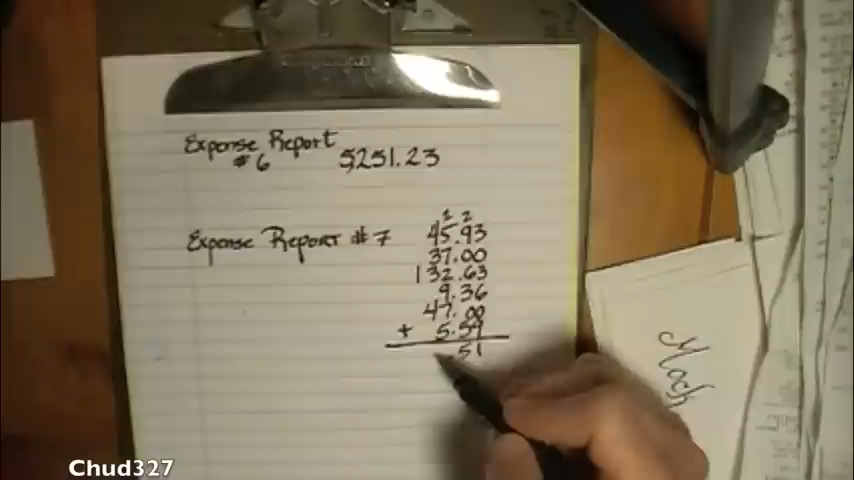 Expense Report
#6 5,251.23
2 2
Expense Report #7 45.93
37.00
132.63
9.36
47.00
+ 5.59
.51
Chud327